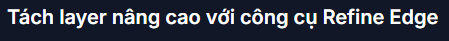 Tách layer nâng cao với công cụ Refine Edge